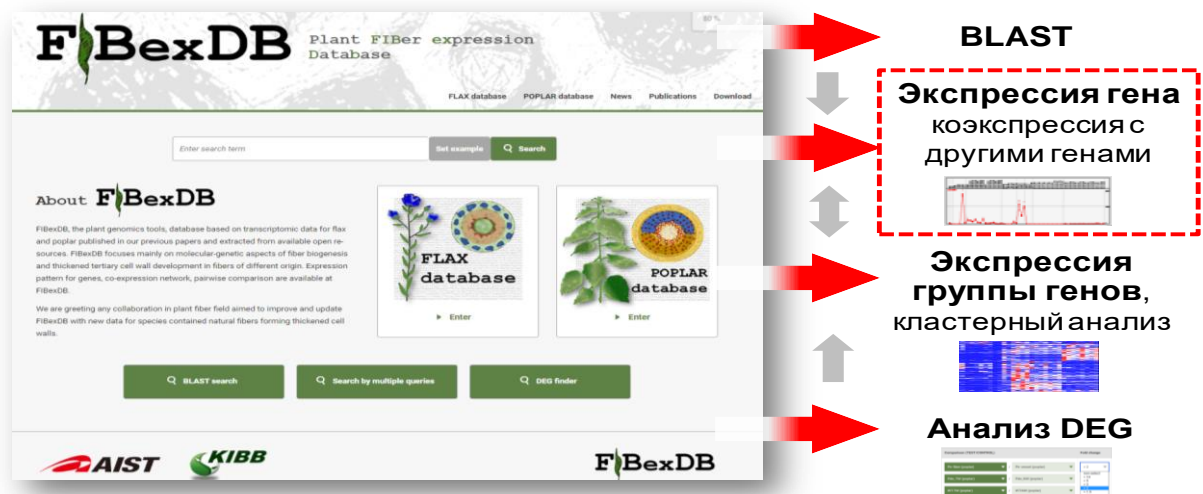 FIBexDB
Plant FIBer expression
Database
FLAX database POPLAR database News Publications Download
Enter search term
Set example
Search
About FIBexDB
FIBexDB, the plant genomics tools, database based on transcriptomic data for flax
and poplar published in our previous papers and extracted from available open re-
sources. FIBexDB focuses mainly on molecular-genetic aspects of fiber biogenesis
and thickened tertiary cell wall development in fibers of different origin. Expression
pattern for genes, co-expression network, pairwise comparison are available at
FIBexDB.
We are greeting any collaboration in plant fiber field aimed to improve and update
FIBexDB with new data for species contained natural fibers forming thickened cell
walls.
FLAX
database
Enter
POPLAR
database
Enter
BLAST search
Search by multiple queries
DEG finder
AIST
KIBB
FIBexDB
BLAST
Экспрессия гена
коэкспрессия с
другими генами
Экспрессия
группы генов,
кластерный анализ
Анализ DEG